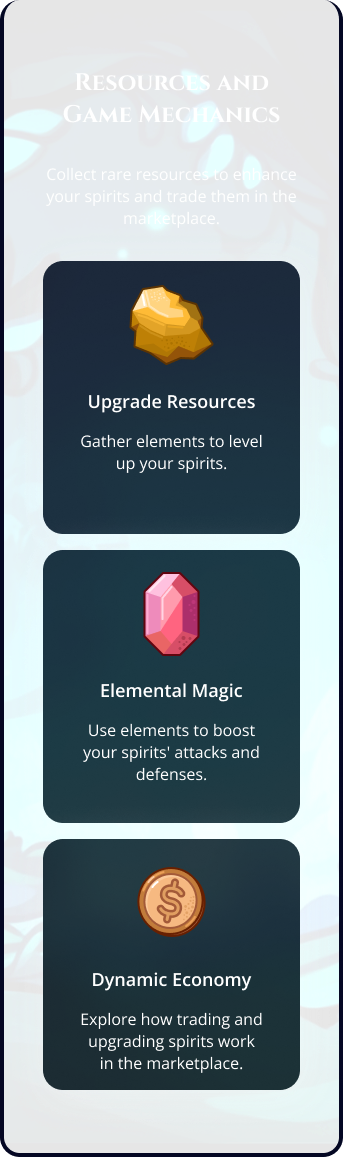 Resources and
Game Mechanics
Collect rare resources to enhance
your spirits and trade them in the
marketplace.
Upgrade Resources
Gather elements to level
up your spirits.
Elemental Magic
Use elements to boost
your spirits' attacks and
defenses.
$
Dynamic Economy
Explore how trading and
upgrading spirits work
in the marketplace.